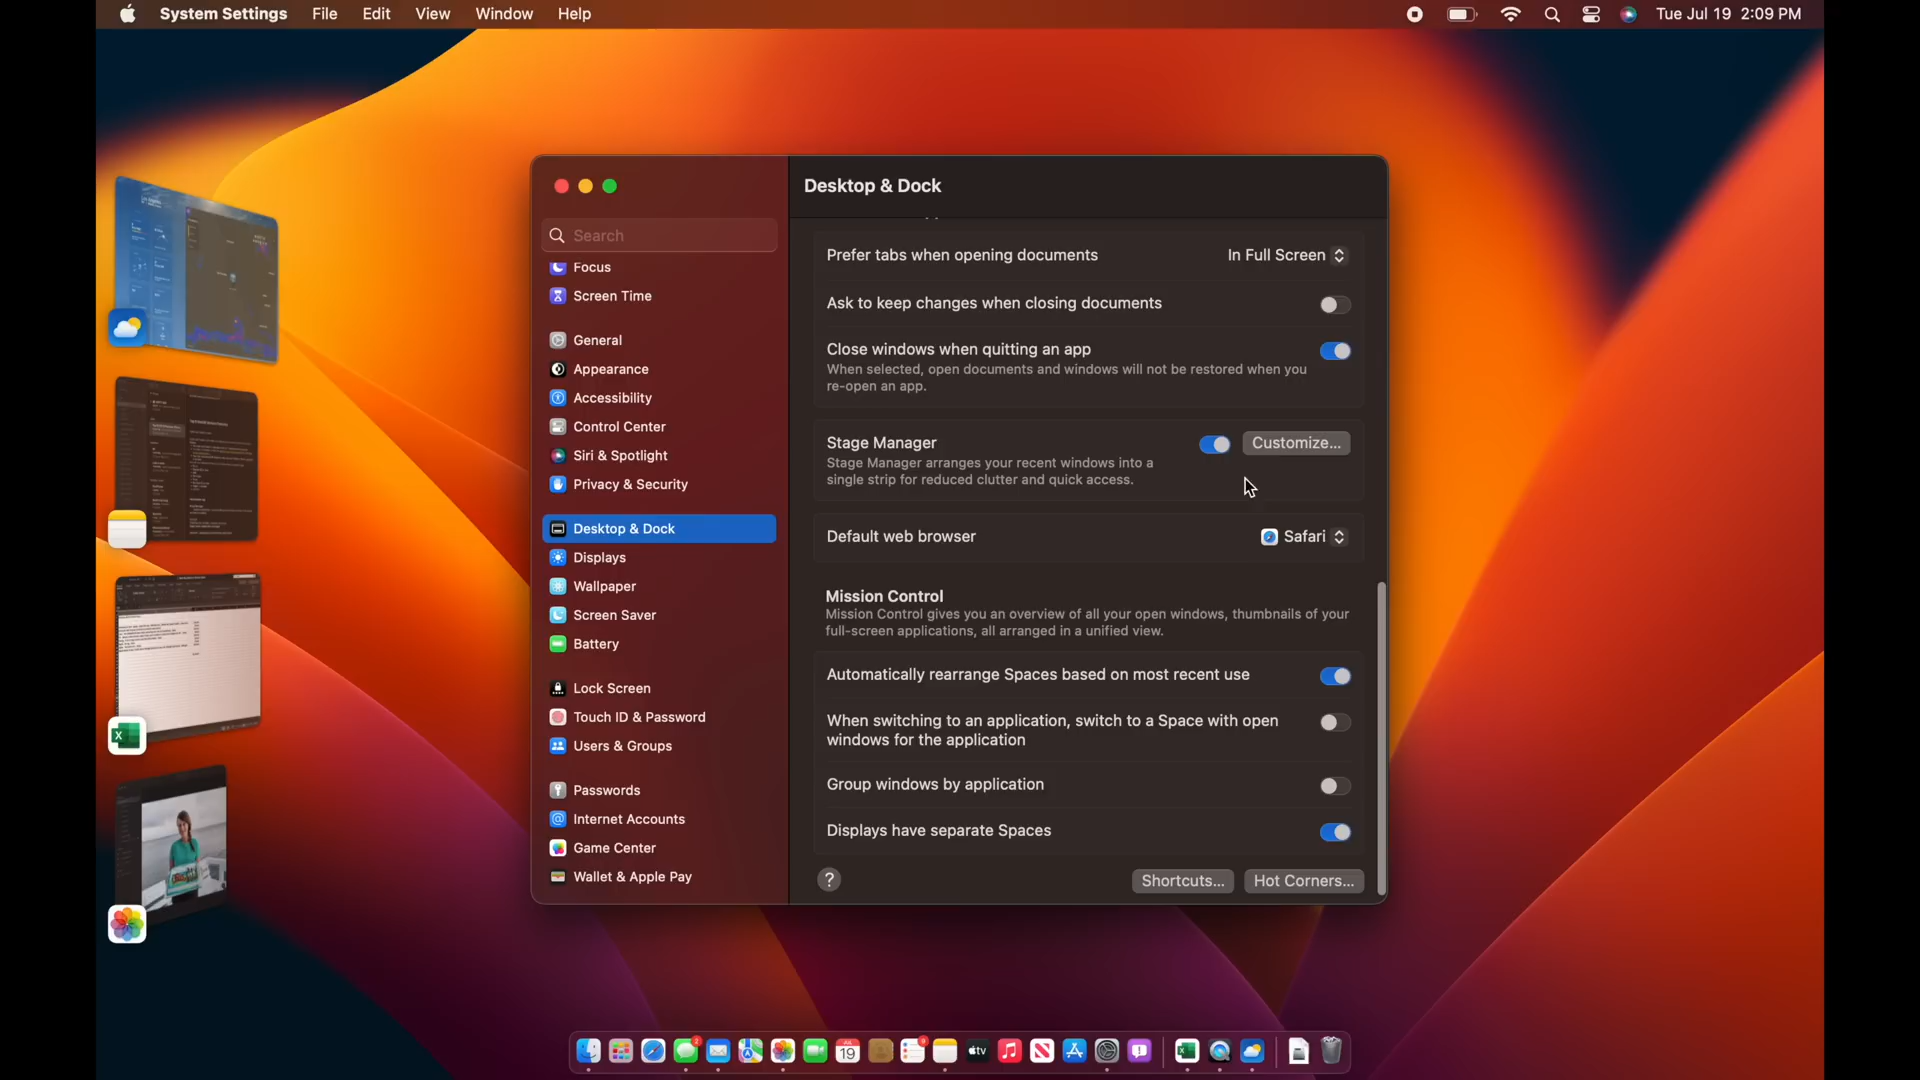 System Settings File Edit View Window Help Tue Jul 19 2:09 PM
Desktop & Dock
Search
Focus
Screen Time
General
Appearance
Accessibility
Control Center
Siri & Spotlight
Privacy & Security
Desktop & Dock
Displays
Wallpaper
Screen Saver
Battery
Lock Screen
Touch ID & Password
Users & Groups
Passwords
Internet Accounts
Game Center
Wallet & Apple Pay
Prefer tabs when opening documents In Full Screen
Ask to keep changes when closing documents
Close windows when quitting an app
When selected, open documents and windows will not be restored when you
re-open an app.
Stage Manager Customize...
Stage Manager arranges your recent windows into a
single strip for reduced clutter and quick access.
Default web browser Safari
Mission Control
Mission Control gives you an overview of all your open windows, thumbnails of your
full-screen applications, all arranged in a unified view.
Automatically rearrange Spaces based on most recent use
When switching to an application, switch to a Space with open
windows for the application
Group windows by application
Displays have separate Spaces
? Shortcuts... Hot Corners...
JUL
19
tv